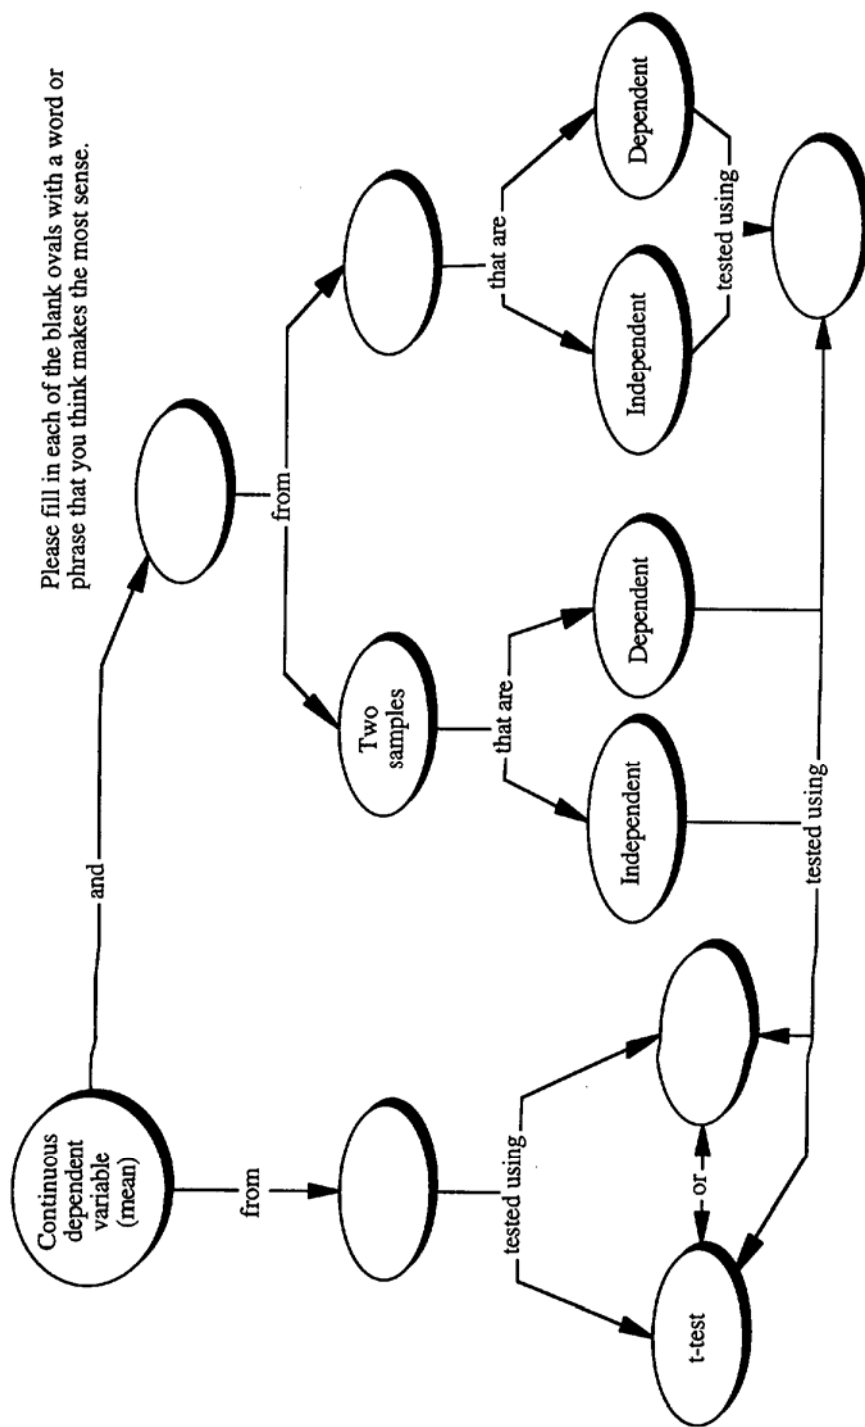 Please fill in each of the blank ovals with a word or
phrase that you think makes the most sense.
Continuous
dependent
variable
(mean)
and
from
from
Two
samples
that are
that are
Independent
Dependent
Independent
Dependent
tested using
tested using
t-test
or
tested using